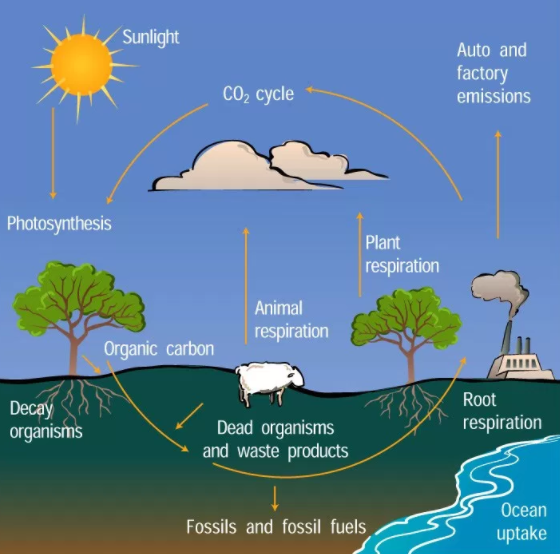 Sunlight
Auto and
factory
emissions
CO₂ cycle
Photosynthesis
Plant
respiration
Animal
respiration
Organic carbon
Decay
organisms
Dead organisms
and waste products
Root
respiration
Fossils and fossil fuels
Ocean
uptake